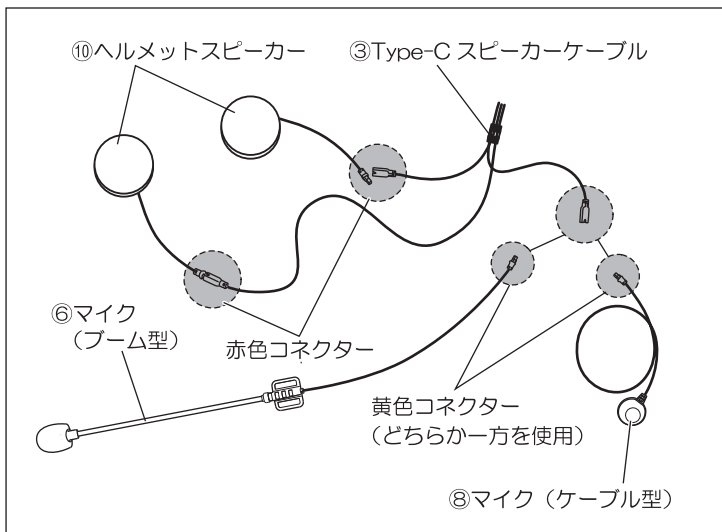 ⑩ヘルメットスピーカー
③Type-C スピーカーケーブル
⑥マイク
（ブーム型）
赤色コネクター
黄色コネクター
（どちらか一方を使用）
⑧マイク（ケーブル型）